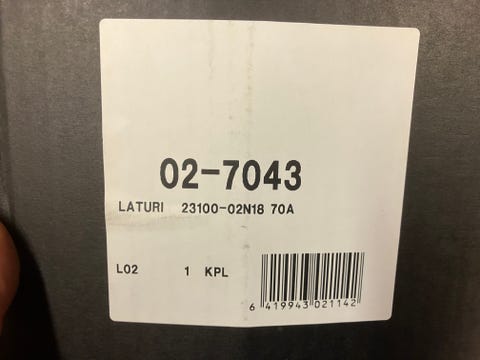 02-7043
LATURI 23100-02N18 70A
L02 1 KPL
6 419943 021142